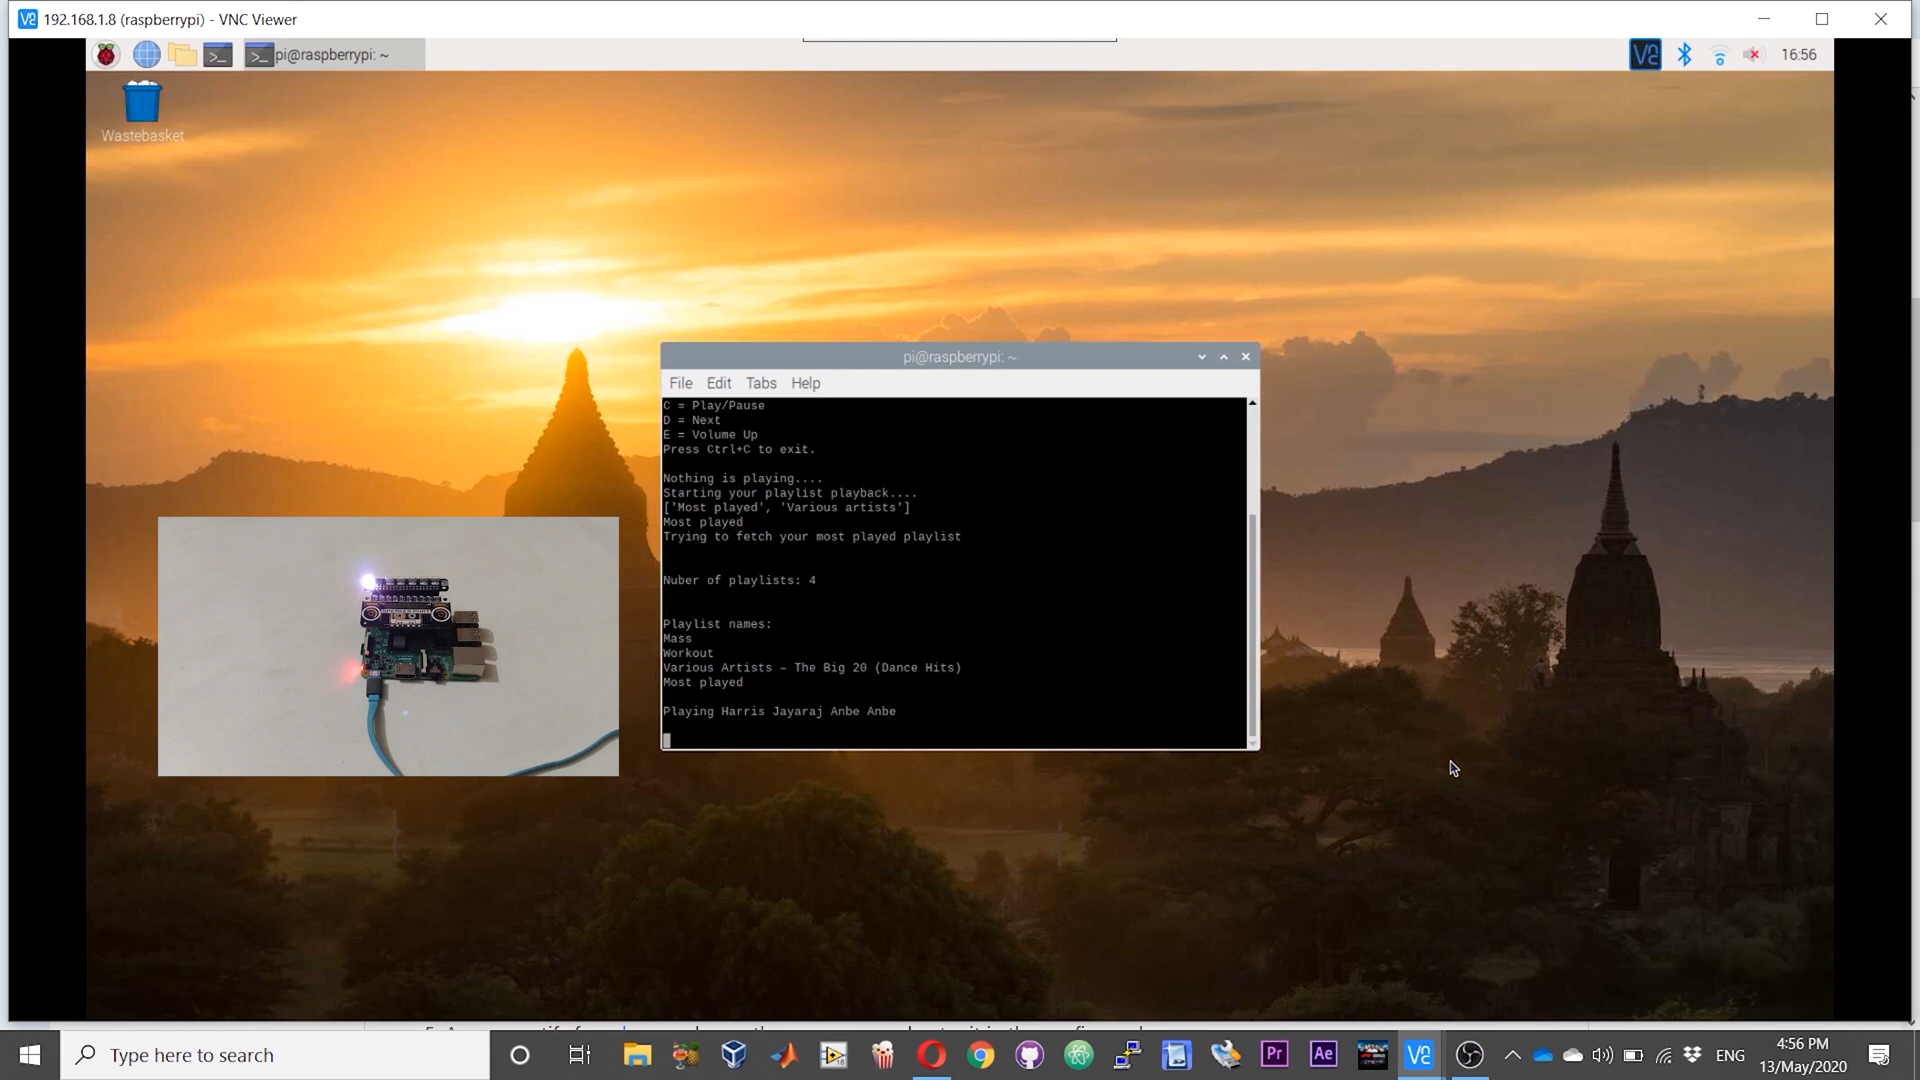 192.168.1.8 (raspberrypi) - VNC Viewer
pi@raspberrypi: ~
16:56
Wastebasket
pi@raspberrypi: ~
File Edit Tabs Help
C = Play/Pause
D = Next
E = Volume Up
Press Ctrl+C to exit.
Nothing is playing....
Starting your playlist playback....
['Most played', 'Various artists']
Most played
Trying to fetch your most played playlist
Nuber of playlists: 4
Playlist names:
Mass
Workout
Various Artists – The Big 20 (Dance Hits)
Most played
Playing Harris Jayaraj Anbe Anbe
Type here to search
Pr
Ae
ENG
4:56 PM
13/May/2020